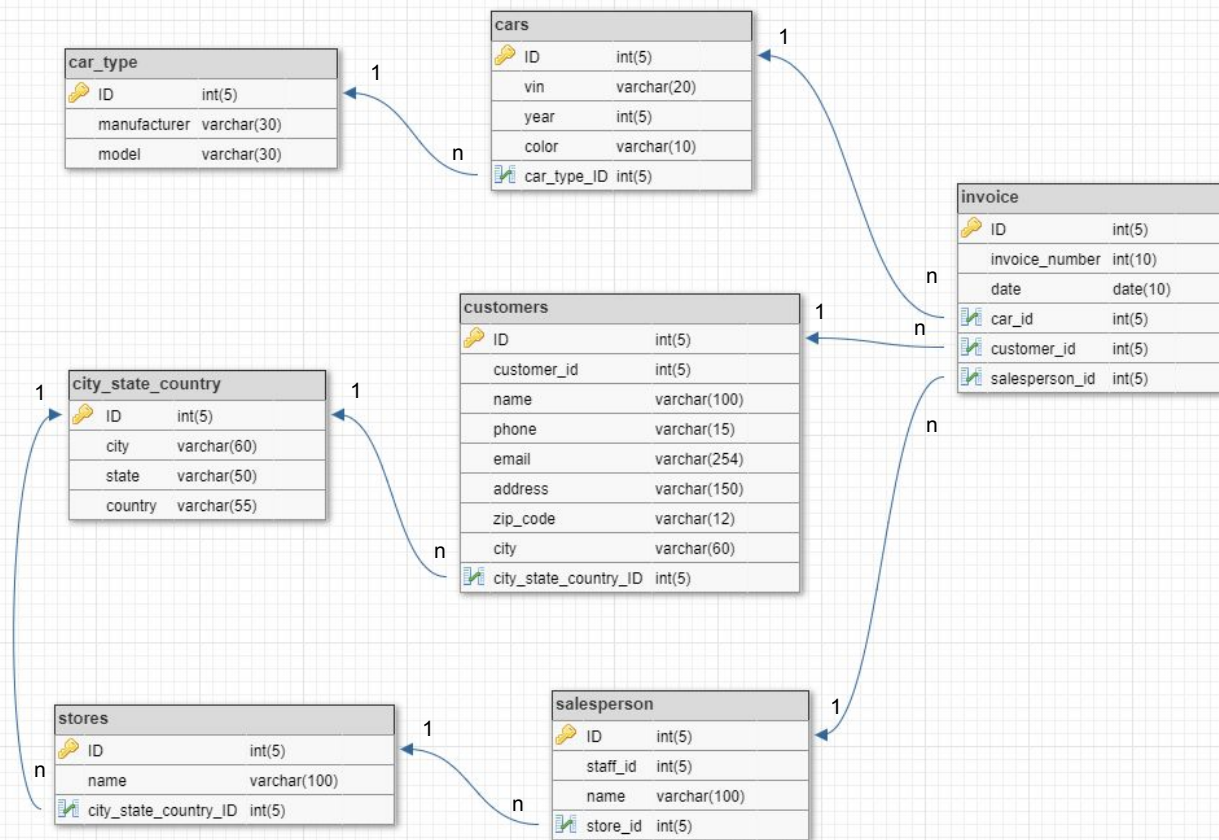 car_type
ID int(5)
manufacturer varchar(30)
model varchar(30)
1
n
cars
ID int(5)
vin varchar(20)
year int(5)
color varchar(10)
car_type_ID int(5)
1
n
invoice
ID int(5)
invoice_number int(10)
date date(10)
car_id int(5)
customer_id int(5)
salesperson_id int(5)
customers
ID int(5)
customer_id int(5)
name varchar(100)
phone varchar(15)
email varchar(254)
address varchar(150)
zip_code varchar(12)
city varchar(60)
city_state_country_ID int(5)
1
n
1
city_state_country
ID int(5)
city varchar(60)
state varchar(50)
country varchar(55)
1
n
stores
ID int(5)
name varchar(100)
city_state_country_ID int(5)
n
1
n
salesperson
ID int(5)
staff_id int(5)
name varchar(100)
store_id int(5)
1
n